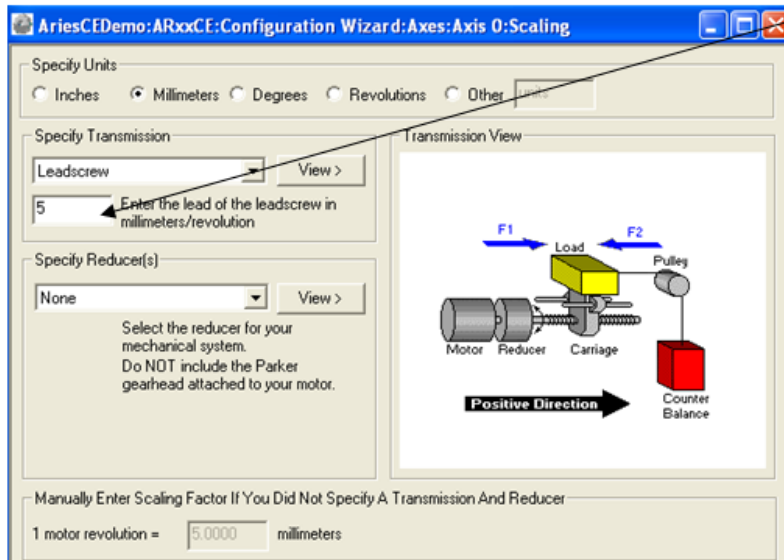 AriesCEDemo:ARxxCE:Configuration Wizard:Axes:Axis 0:Scaling
Specify Units
Inches Millimeters Degrees Revolutions Other units
Specify Transmission
Leadscrew View >
5 Enter the lead of the leadscrew in
millimeters/revolution
Specify Reducer(s)
None View >
Select the reducer for your
mechanical system.
Do NOT include the Parker
gearhead attached to your motor.
Transmission View
F1 F2
Load
Pulley
Motor Reducer Carriage
Positive Direction
Counter
Balance
Manually Enter Scaling Factor If You Did Not Specify A Transmission And Reducer
1 motor revolution = 5.0000 millimeters